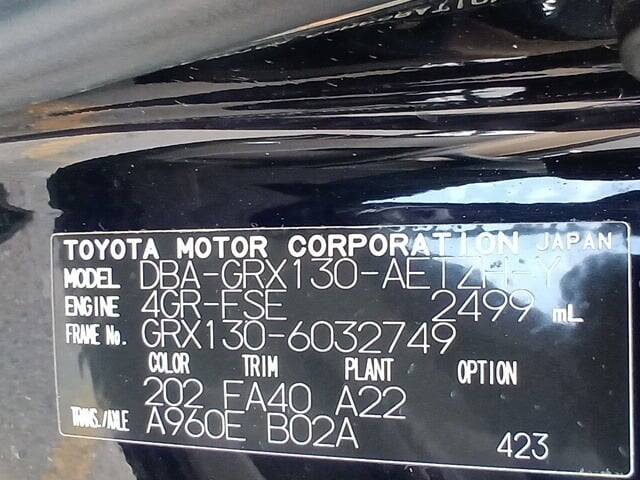 TOYOTA MOTOR CORPORATION JAPAN
MODEL DBA-GRX130-AETZH-Y
ENGINE 4GR-FSE 2499 mL
FRAME No. GRX130-6032749
COLOR TRIM PLANT OPTION
202 FA40 A22
TRANS./AXLE A960E B02A
423